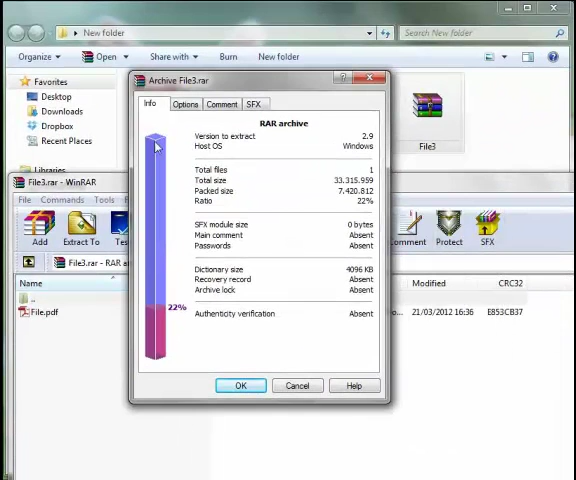 New folder
Search New folder
Organize
Open
Share with
Burn
New folder
Favorites
Desktop
Downloads
Dropbox
Recent Places
Libraries
File3
File3.rar - WinRAR
File Commands Tools
Add
Extract To
Comment
Protect
SFX
File3.rar - RAR
Name
Modified
CRC32
..
File.pdf
21/03/2012 16:36
E853CB37
Archive File3.rar
Info
Options
Comment
SFX
RAR archive
Version to extract 2.9
Host OS Windows
Total files 1
Total size 33.315.959
Packed size 7.420.812
Ratio 22%
SFX module size 0 bytes
Main comment Absent
Passwords Absent
Dictionary size 4096 KB
Recovery record Absent
Archive lock Absent
22%
Authenticity verification Absent
OK
Cancel
Help